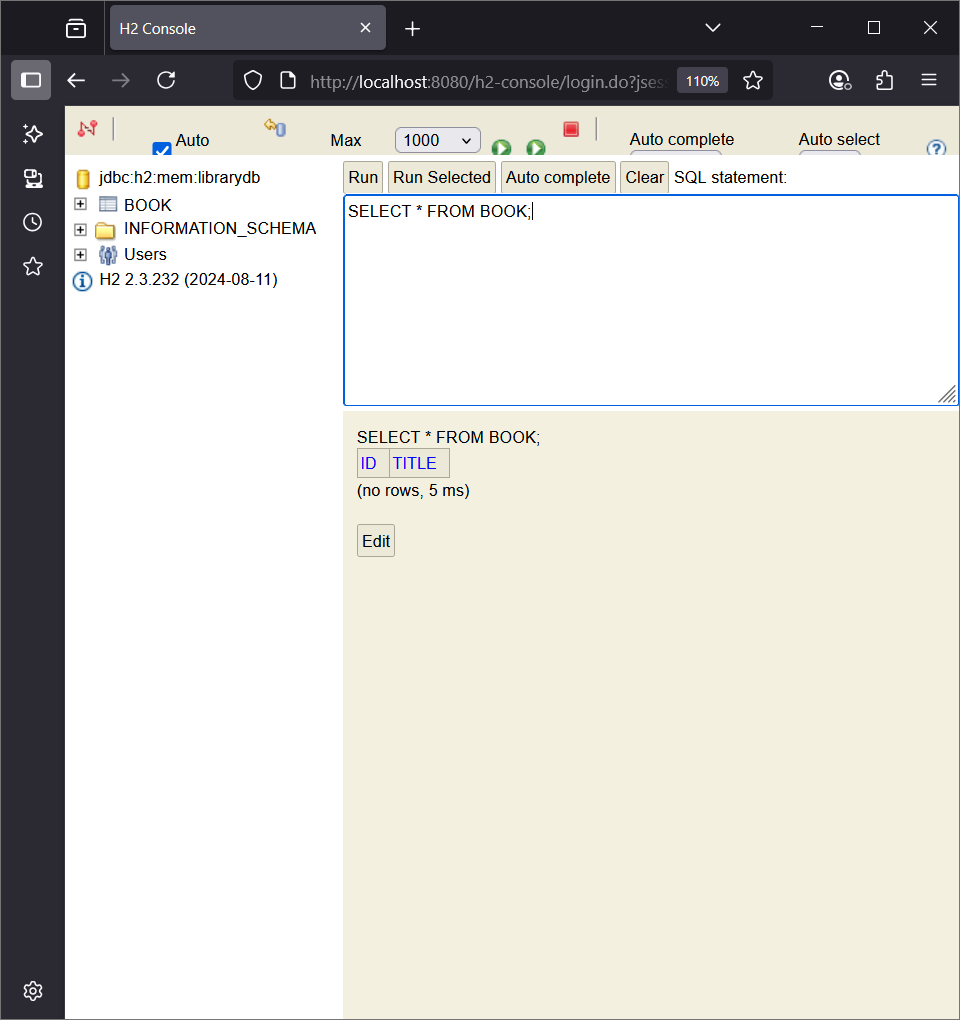 H2 Console
http://localhost:8080/h2-console/login.do?jses
110%
Auto
Max
1000
Auto complete
Auto select
jdbc:h2:mem:librarydb
BOOK
INFORMATION_SCHEMA
Users
H2 2.3.232 (2024-08-11)
Run
Run Selected
Auto complete
Clear
SQL statement:
SELECT * FROM BOOK;
SELECT * FROM BOOK;
ID TITLE
(no rows, 5 ms)
Edit